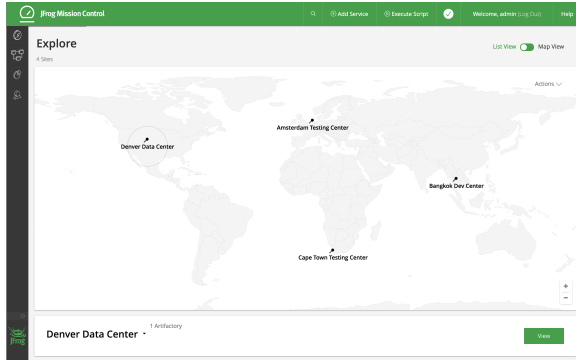 JFrog Mission Control
Add Service
Execute Script
Welcome, admin (Log Out)
Help
Explore
4 Sites
List View
Map View
Actions
Amsterdam Testing Center
Denver Data Center
Bangkok Dev Center
Cape Town Testing Center
+
−
Denver Data Center
1 Artifactory
View
JFrog